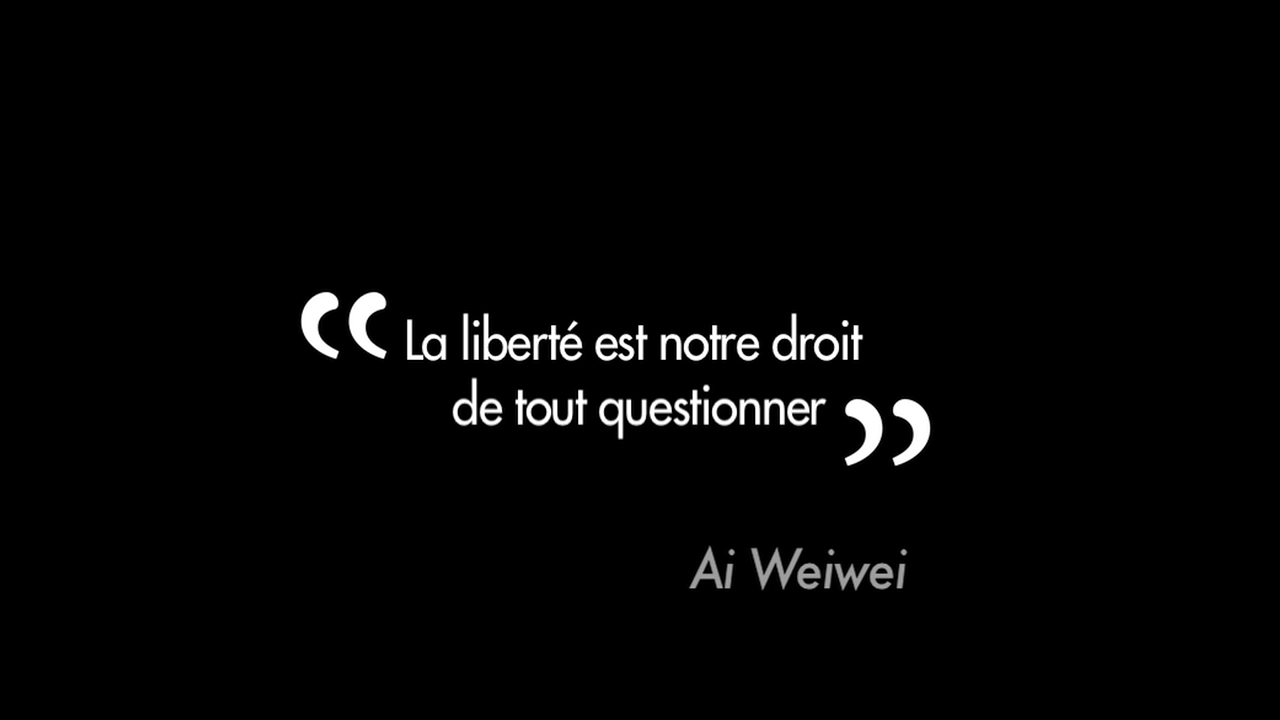 “La liberté est notre droit
de tout questionner”
Ai Weiwei